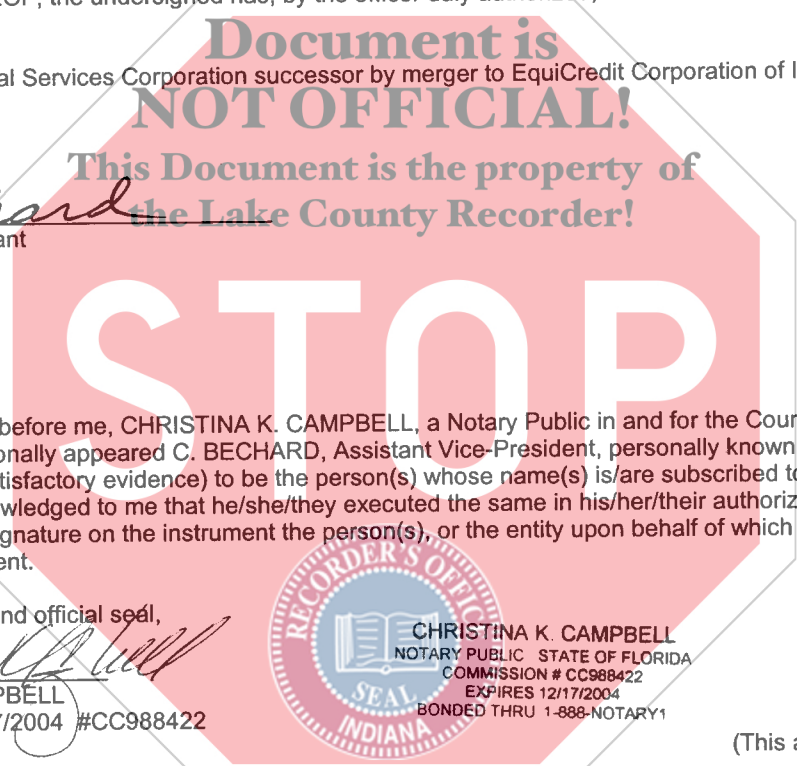 the undersigned has, by the
Document is
al Services Corporation successor by merger to EquiCredit Corporation of I
NOT OFFICIAL!
This Document is the property of
the Lake County Recorder!
ard
ant
STOP
before me, CHRISTINA K. CAMPBELL, a Notary Public in and for the Cour
onally appeared C. BECHARD, Assistant Vice-President, personally known
tisfactory evidence) to be the person(s) whose name(s) is/are subscribed to
wledged to me that he/she/they executed the same in his/her/their authoriz
gnature on the instrument the person(s), or the entity upon behalf of which
ent.
nd official seal,
PBELL
/2004 #CC988422
RECORDER'S OFFICE
SEAL
INDIANA
CHRISTINA K. CAMPBELL
NOTARY PUBLIC STATE OF FLORIDA
COMMISSION # CC988422
EXPIRES 12/17/2004
BONDED THRU 1-888-NOTARY1
(This a